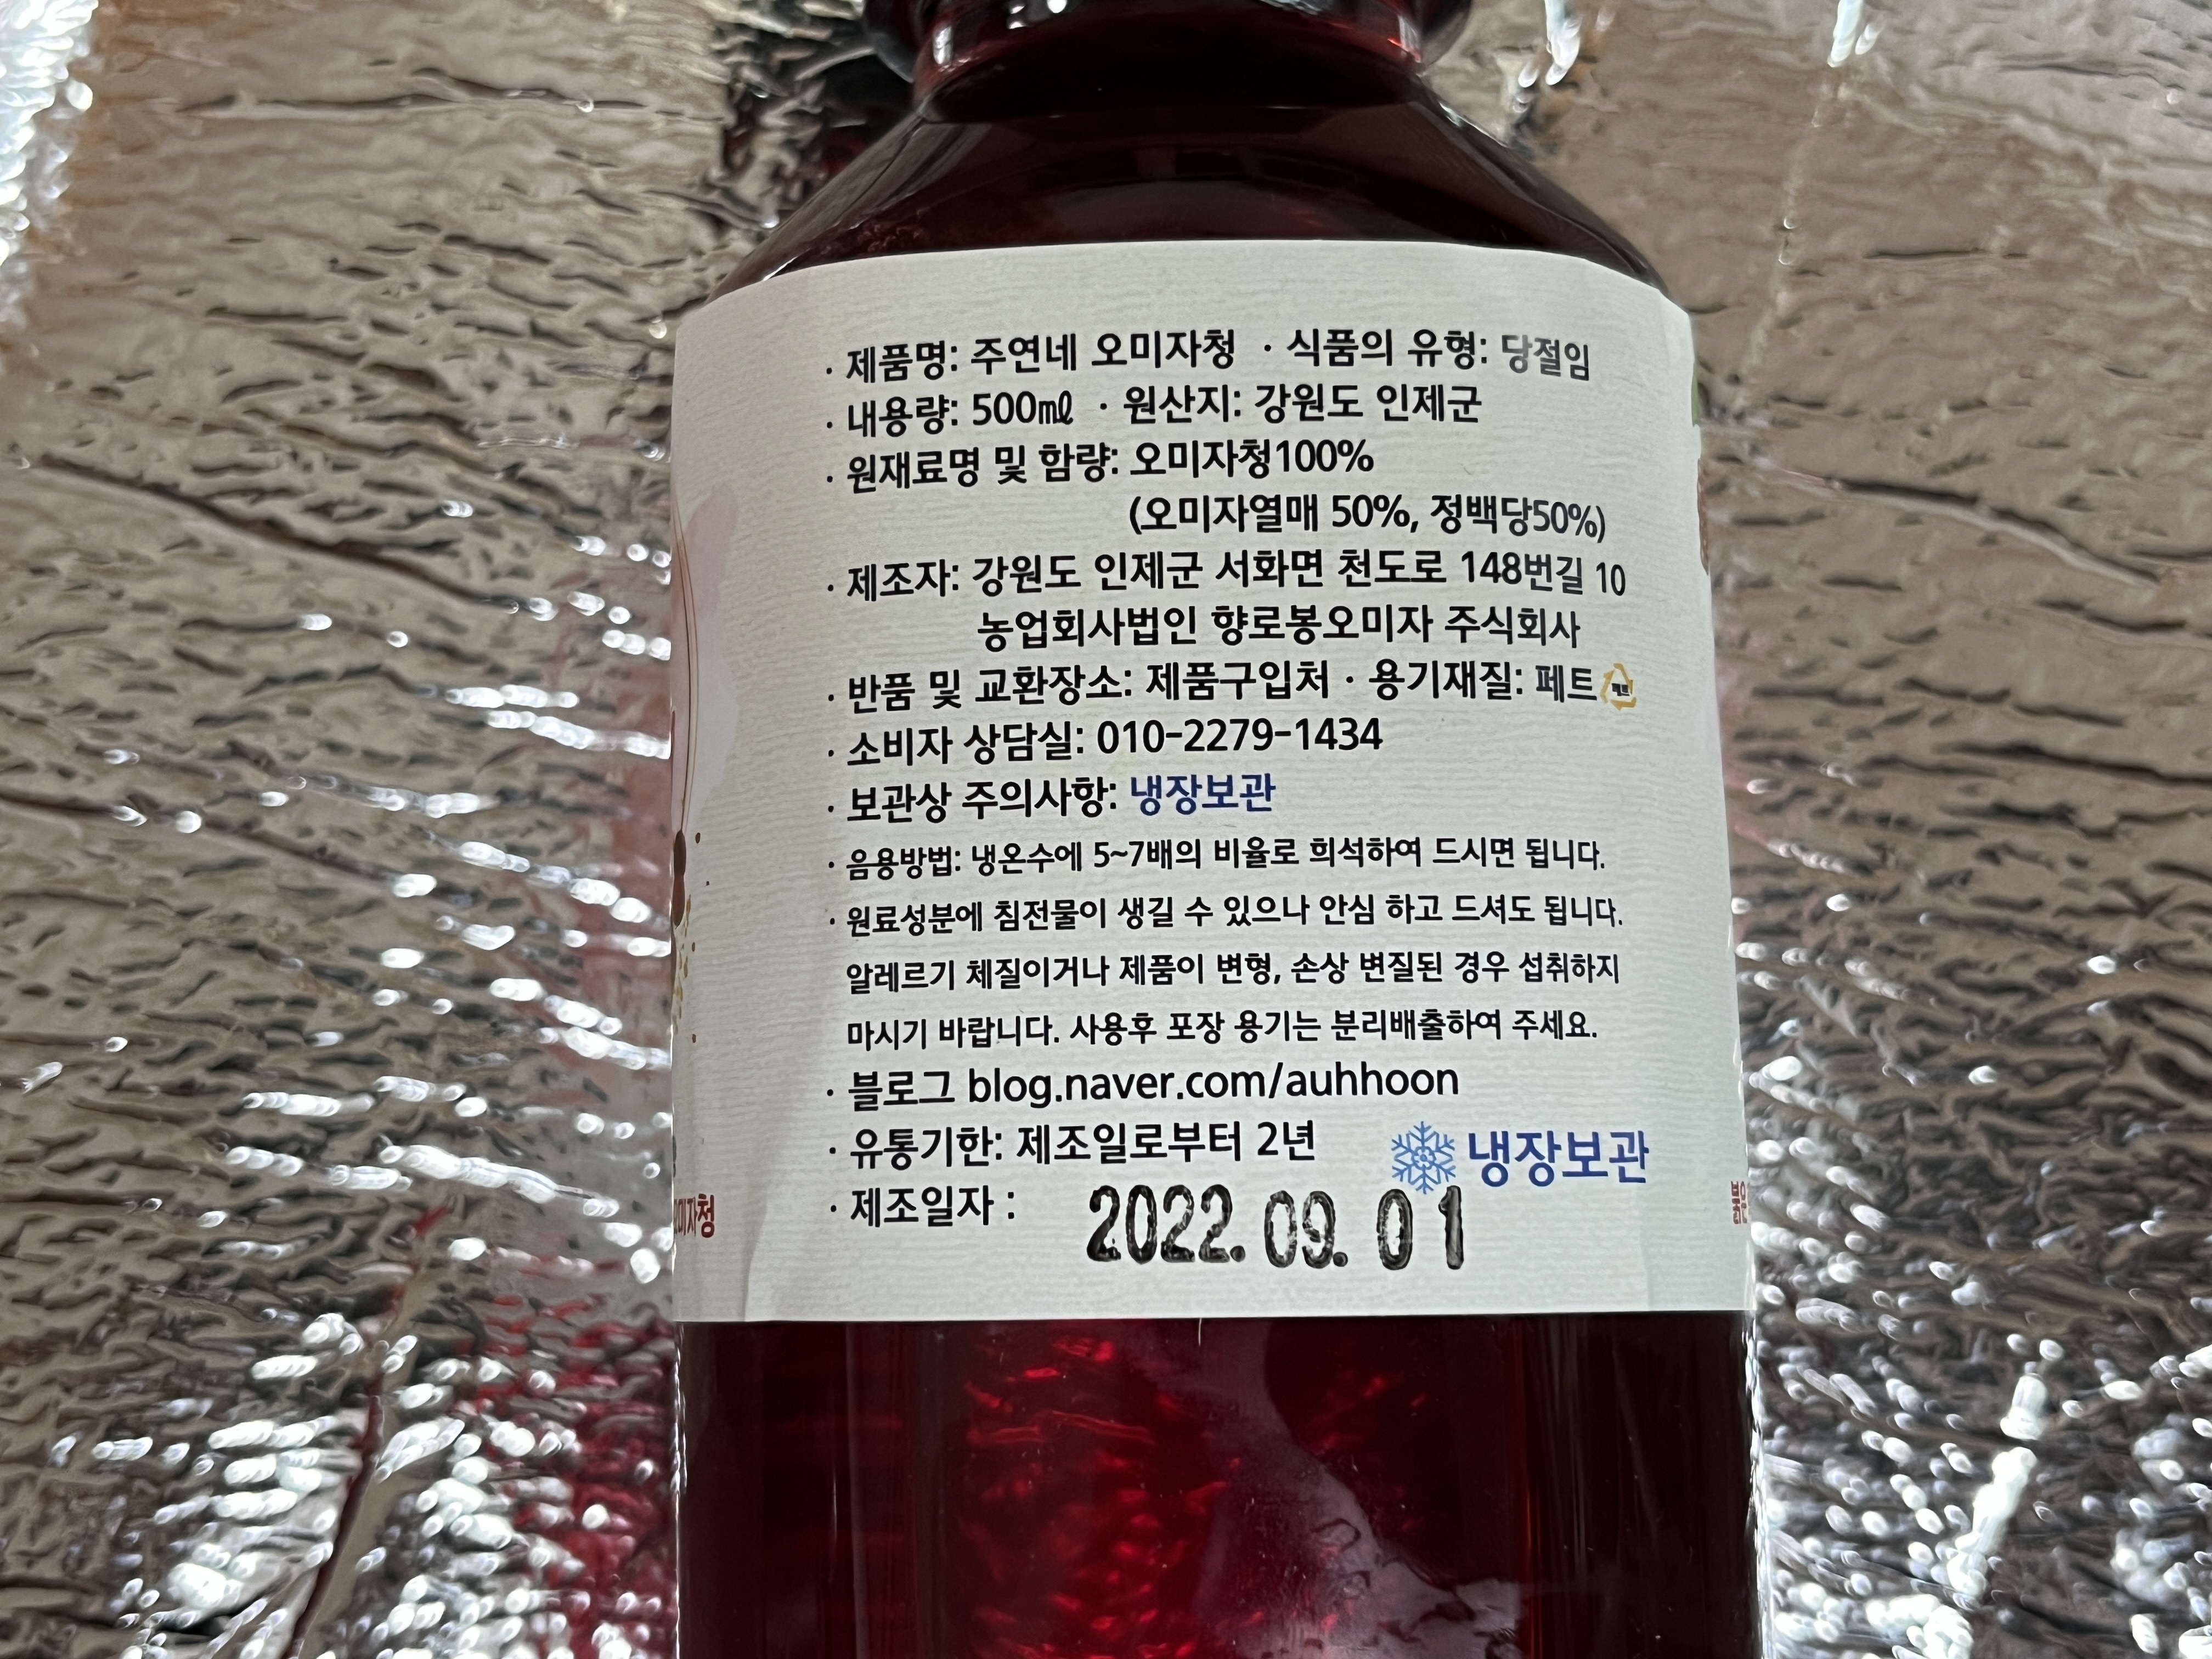 · 제품명: 주연네 오미자청 · 식품의 유형: 당절임
· 내용량: 500㎖ · 원산지: 강원도 인제군
· 원재료명 및 함량: 오미자청100%
(오미자열매 50%, 정백당50%)
· 제조자: 강원도 인제군 서화면 천도로 148번길 10
농업회사법인 향로봉오미자 주식회사
· 반품 및 교환장소: 제품구입처 · 용기재질: 페트 페트
· 소비자 상담실: 010-2279-1434
· 보관상 주의사항: 냉장보관
· 음용방법: 냉온수에 5~7배의 비율로 희석하여 드시면 됩니다.
· 원료성분에 침전물이 생길 수 있으나 안심 하고 드셔도 됩니다.
알레르기 체질이거나 제품이 변형, 손상 변질된 경우 섭취하지
마시기 바랍니다. 사용후 포장 용기는 분리배출하여 주세요.
· 블로그 blog.naver.com/auhhoon
· 유통기한: 제조일로부터 2년
냉장보관
· 제조일자 : 2022. 09. 01